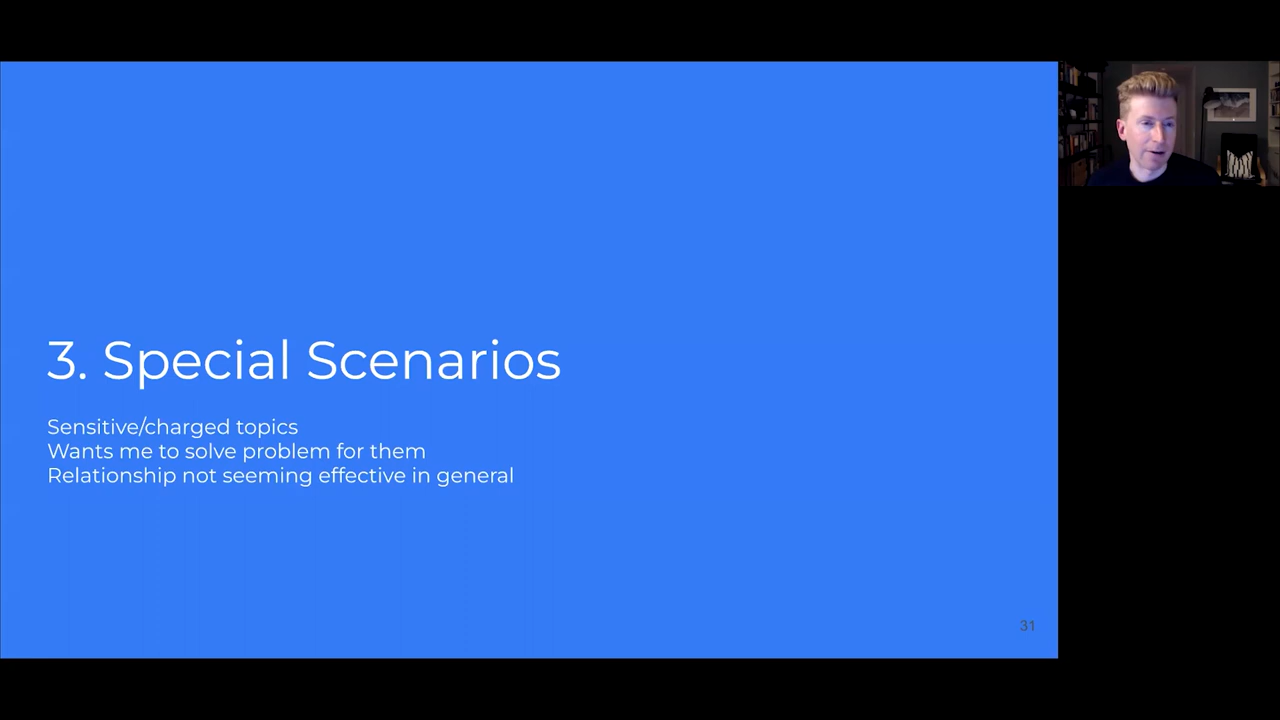 3. Special Scenarios
Sensitive/charged topics
Wants me to solve problem for them
Relationship not seeming effective in general
31